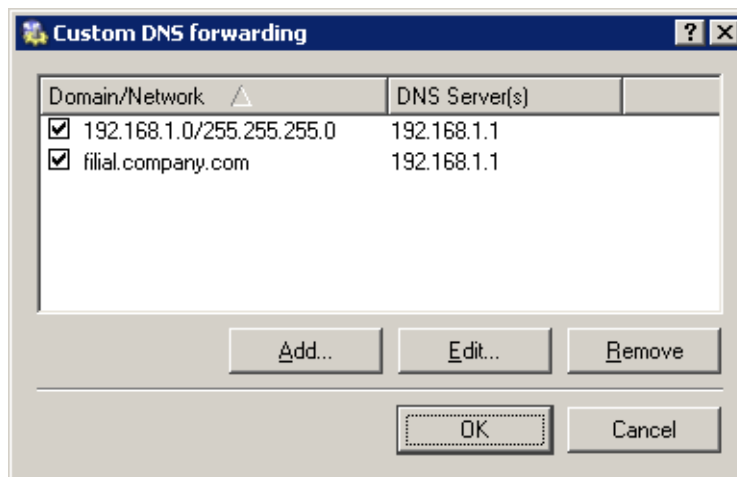 Custom DNS forwarding
Domain/Network DNS Server(s)
192.168.1.0/255.255.255.0 192.168.1.1
filial.company.com 192.168.1.1
Add... Edit... Remove
OK Cancel